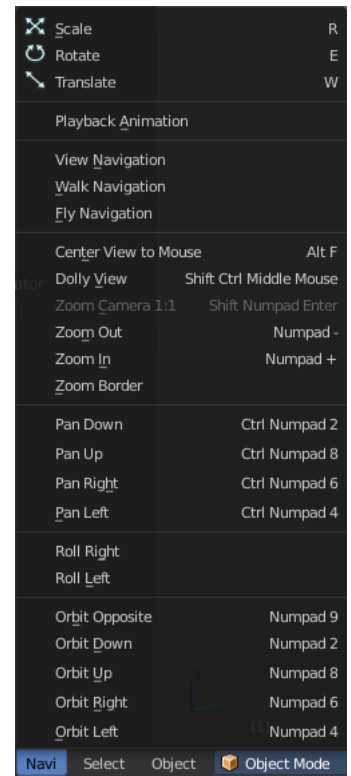 Scale R
Rotate E
Translate W
Playback Animation
View Navigation
Walk Navigation
Fly Navigation
Center View to Mouse Alt F
Dolly View Shift Ctrl Middle Mouse
Zoom Camera 1:1 Shift Numpad Enter
Zoom Out Numpad -
Zoom In Numpad +
Zoom Border
Pan Down Ctrl Numpad 2
Pan Up Ctrl Numpad 8
Pan Right Ctrl Numpad 6
Pan Left Ctrl Numpad 4
Roll Right
Roll Left
Orbit Opposite Numpad 9
Orbit Down Numpad 2
Orbit Up Numpad 8
Orbit Right Numpad 6
Orbit Left Numpad 4
Navi Select Object Object Mode